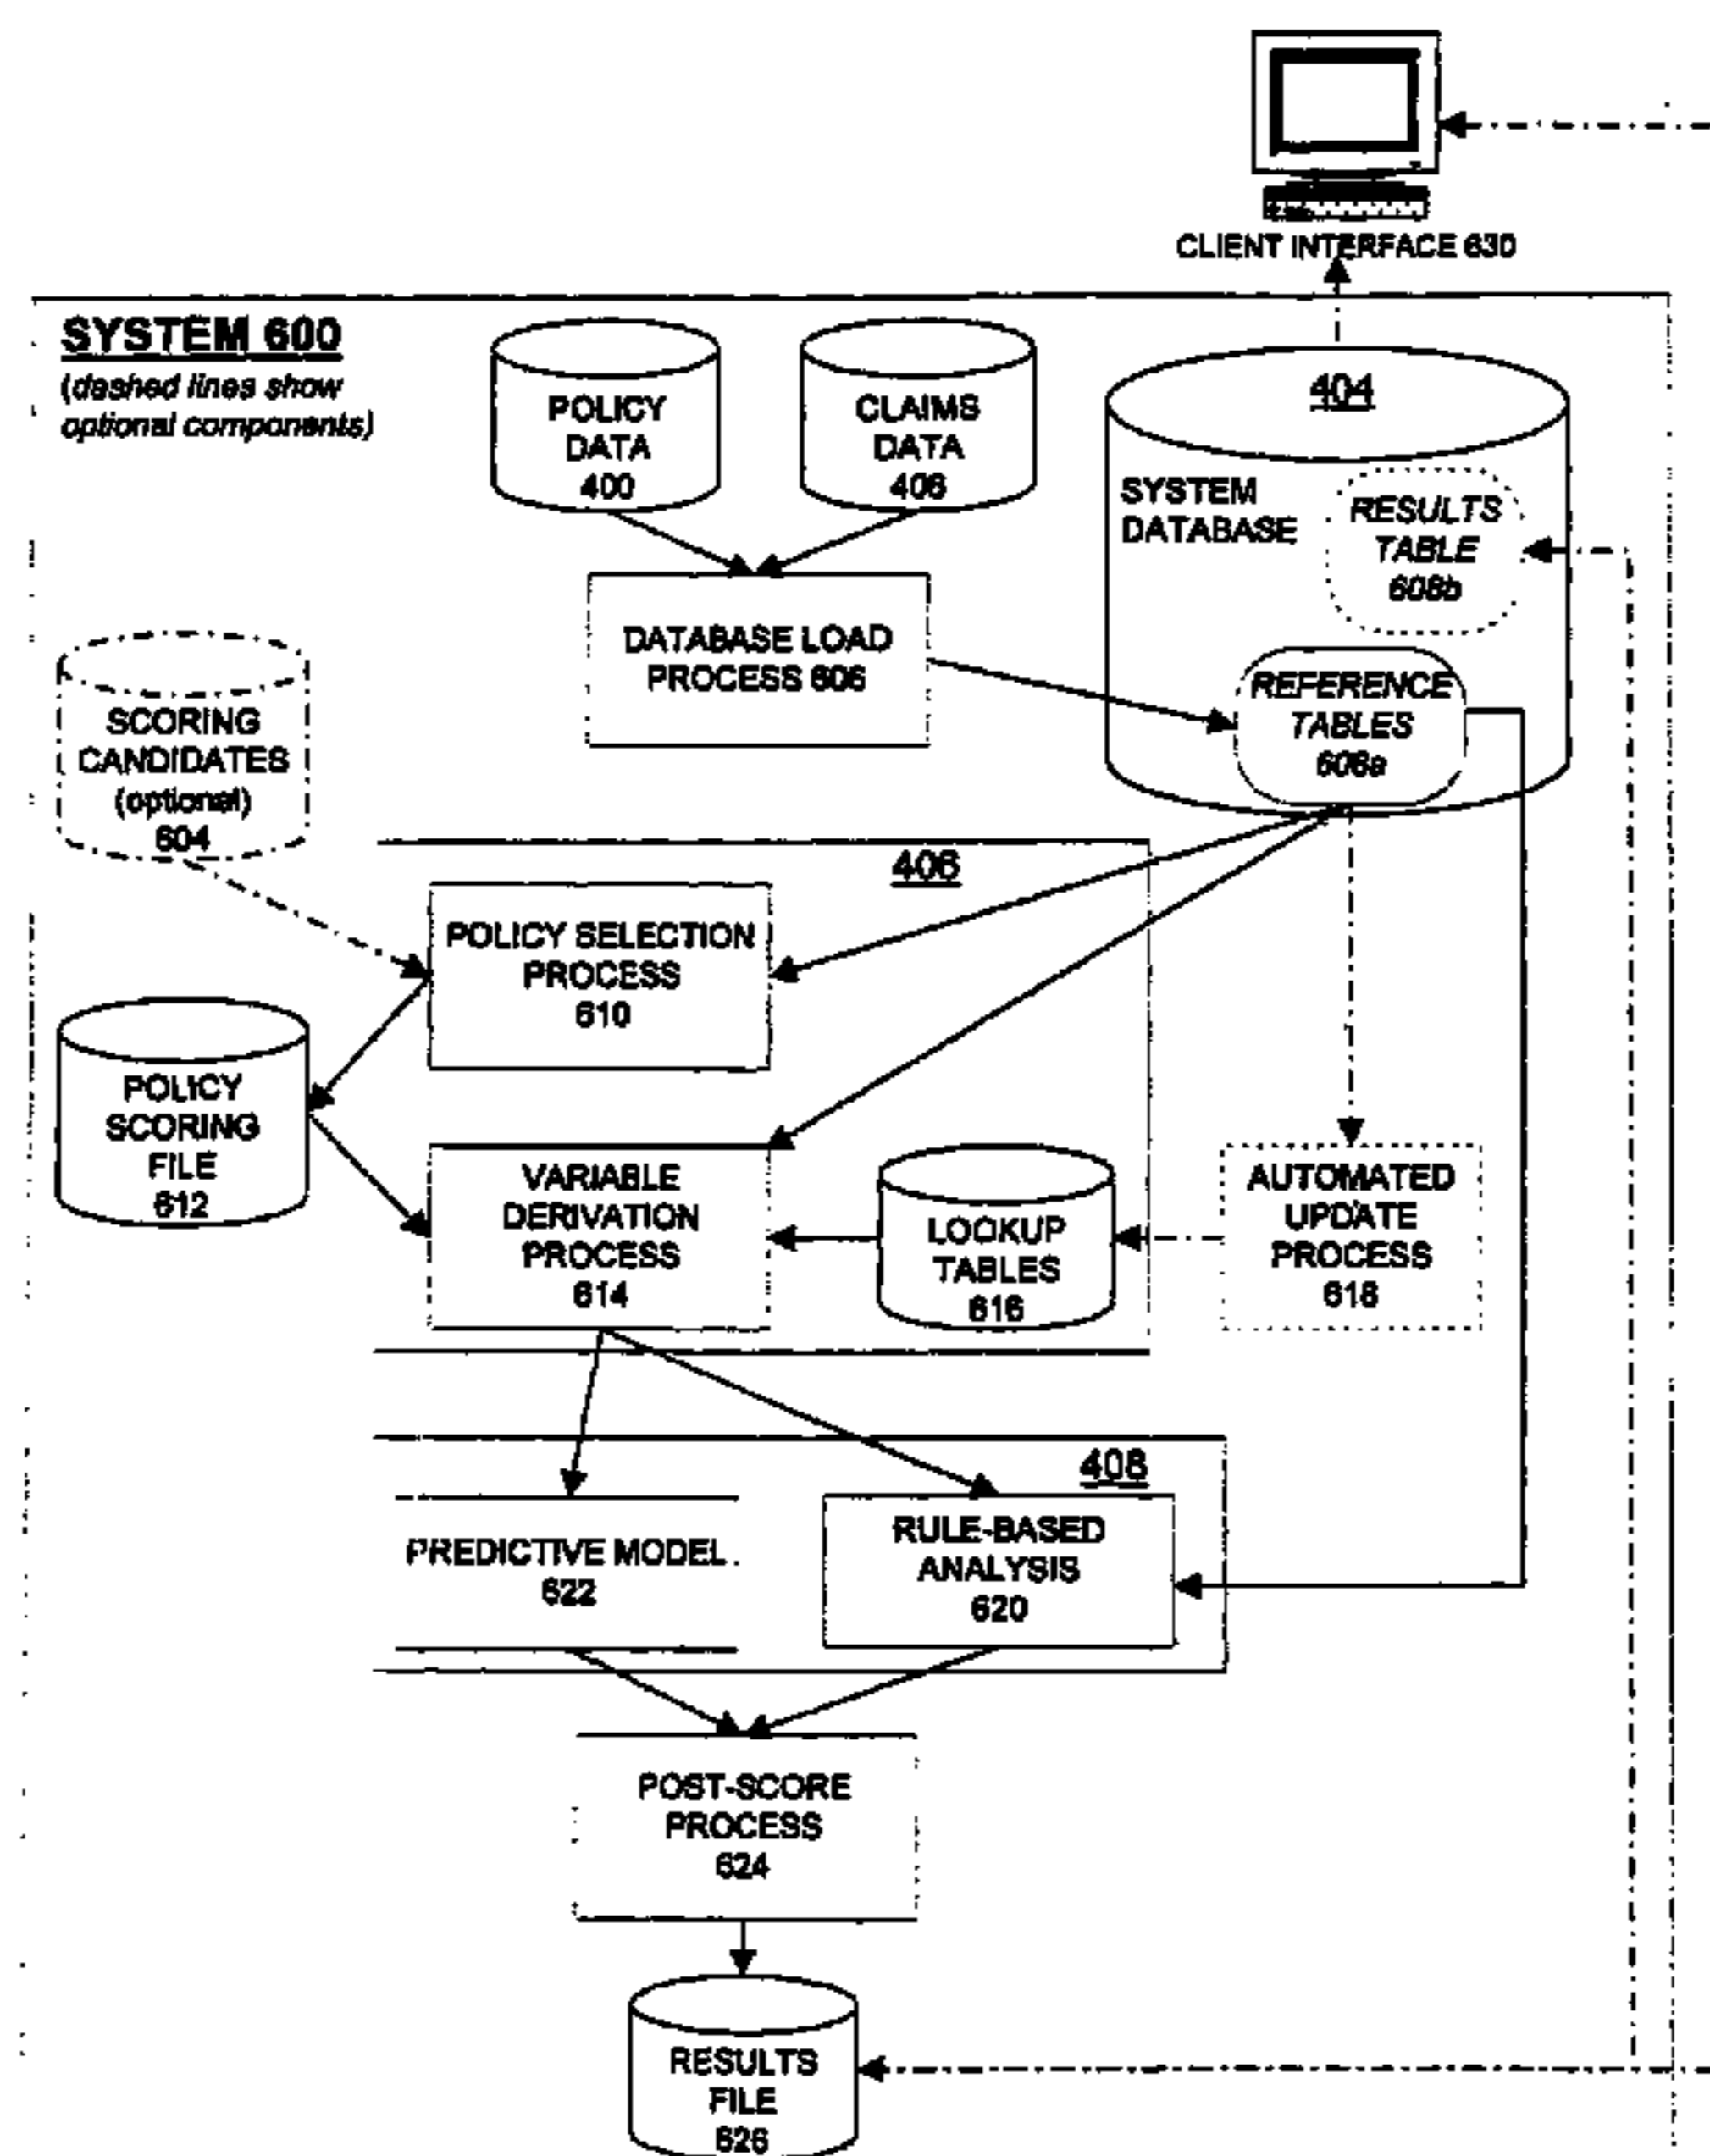 CLIENT INTERFACE 630
SYSTEM 600
(dashed lines show
optional components)
POLICY
DATA
400
CLAIMS
DATA
406
404
SYSTEM
DATABASE
RESULTS
TABLE
608b
DATABASE LOAD
PROCESS 606
REFERENCE
TABLES
608a
SCORING
CANDIDATES
(optional)
604
406
POLICY SELECTION
PROCESS
610
POLICY
SCORING
FILE
612
VARIABLE
DERIVATION
PROCESS
614
LOOKUP
TABLES
616
AUTOMATED
UPDATE
PROCESS
618
408
PREDICTIVE MODEL
622
RULE-BASED
ANALYSIS
620
POST-SCORE
PROCESS
624
RESULTS
FILE
626